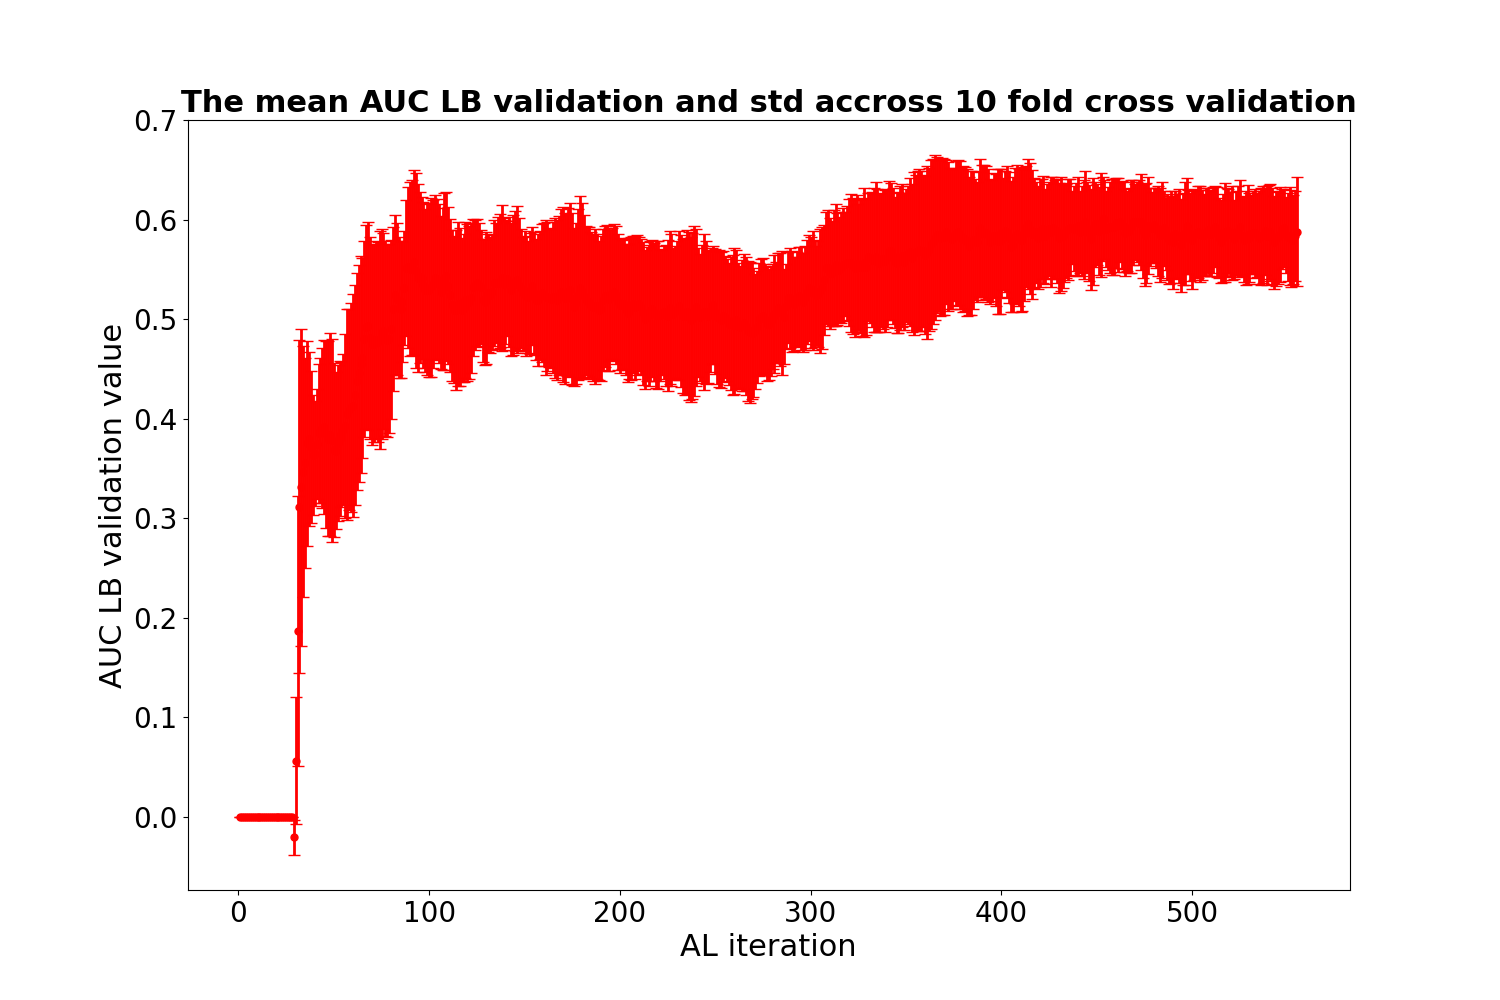 The mean AUC LB validation and std accross 10 fold cross validation
0.7
0.6
0.5
0.4
0.3
0.2
0.1
0.0
AUC LB validation value
0 100 200 300 400 500
AL iteration